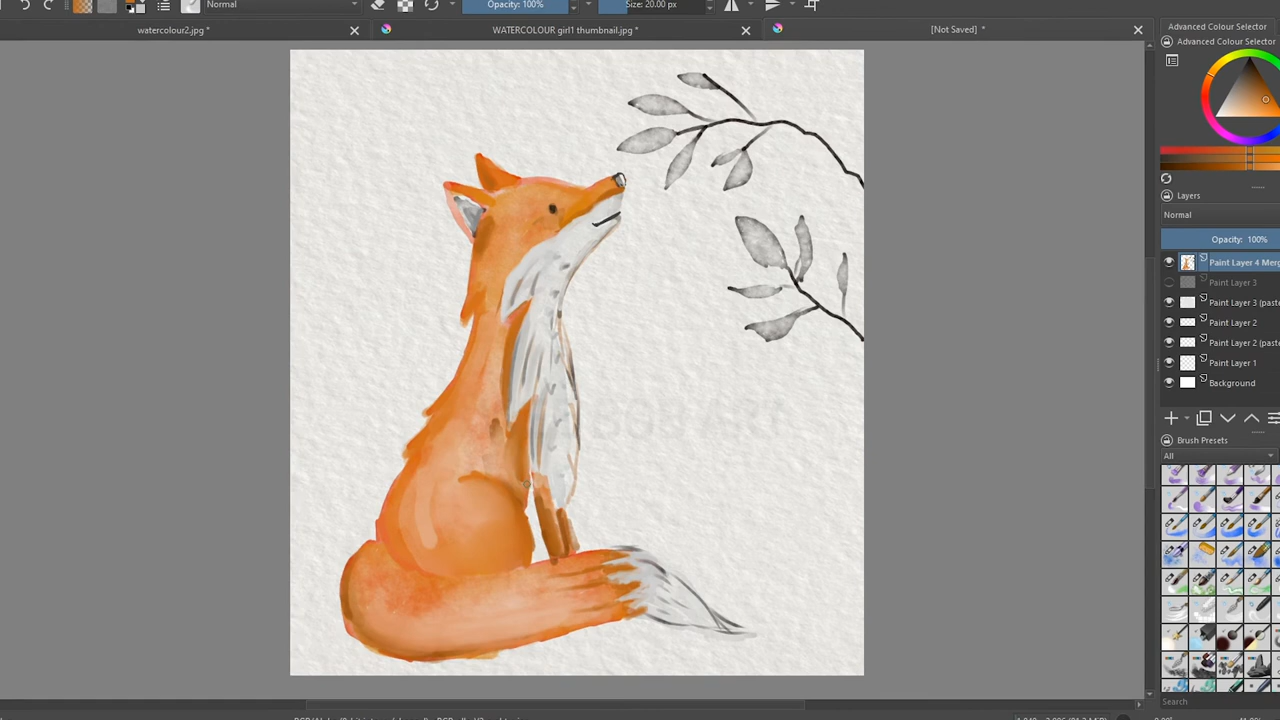 Normal
Opacity: 100%
Size: 20.00 px
watercolour2.jpg *
WATERCOLOUR girl1 thumbnail.jpg *
[Not Saved] *
Advanced Colour Selector
Advanced Colour Selector
Layers
Normal
Opacity: 100%
Paint Layer 4 Merg
Paint Layer 3
Paint Layer 3 (paste
Paint Layer 2
Paint Layer 2 (paste
Paint Layer 1
Background
Brush Presets
All
Search